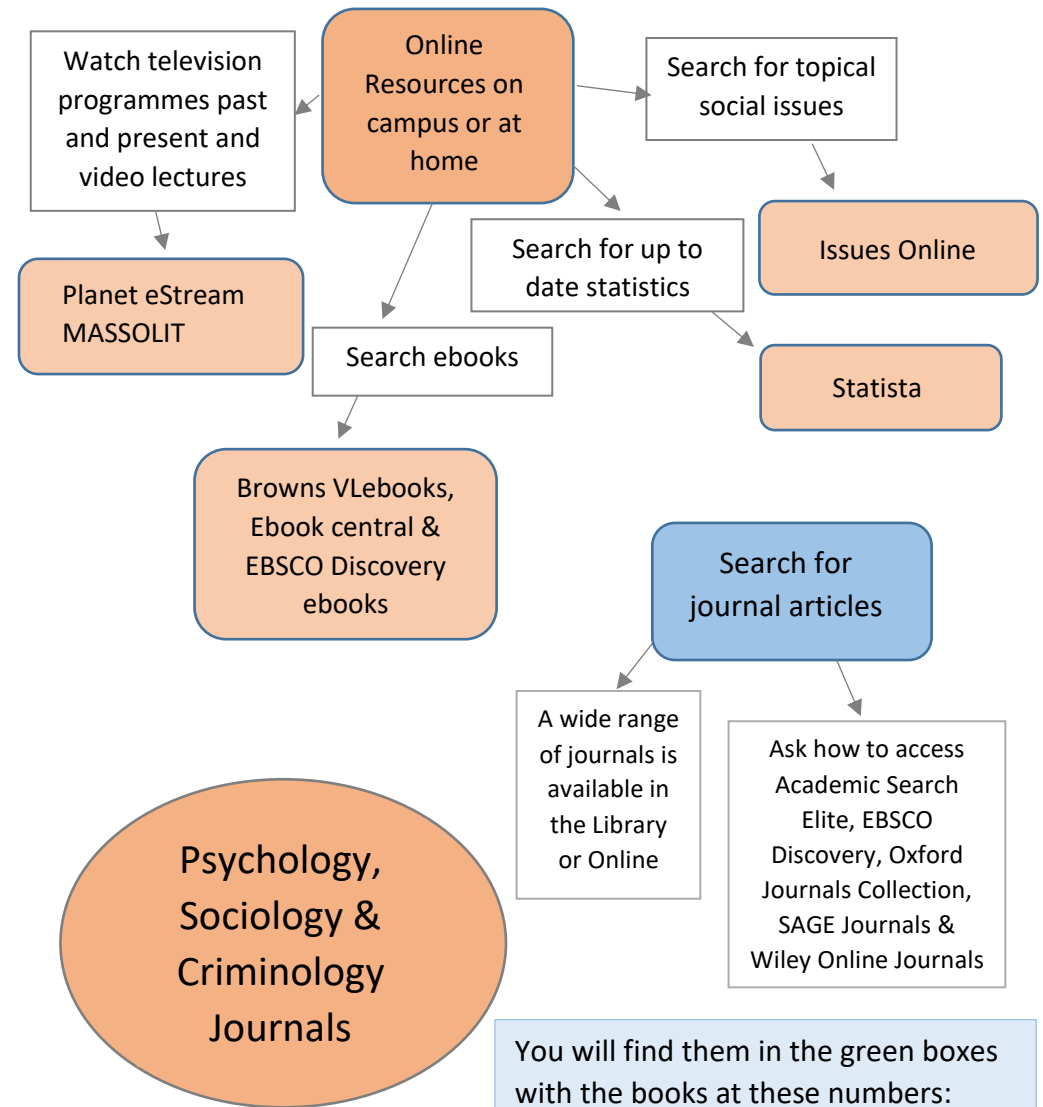 Online
Resources on
campus or at
home
Watch television
programmes past
and present and
video lectures
Search for topical
social issues
Planet eStream
MASSOLIT
Search for up to
date statistics
Issues Online
Search ebooks
Statista
Browns VLebooks,
Ebook central &
EBSCO Discovery
ebooks
Search for
journal articles
A wide range
of journals is
available in
the Library
or Online
Ask how to access
Academic Search
Elite, EBSCO
Discovery, Oxford
Journals Collection,
SAGE Journals &
Wiley Online Journals
Psychology,
Sociology &
Criminology
Journals
You will find them in the green boxes
with the books at these numbers: